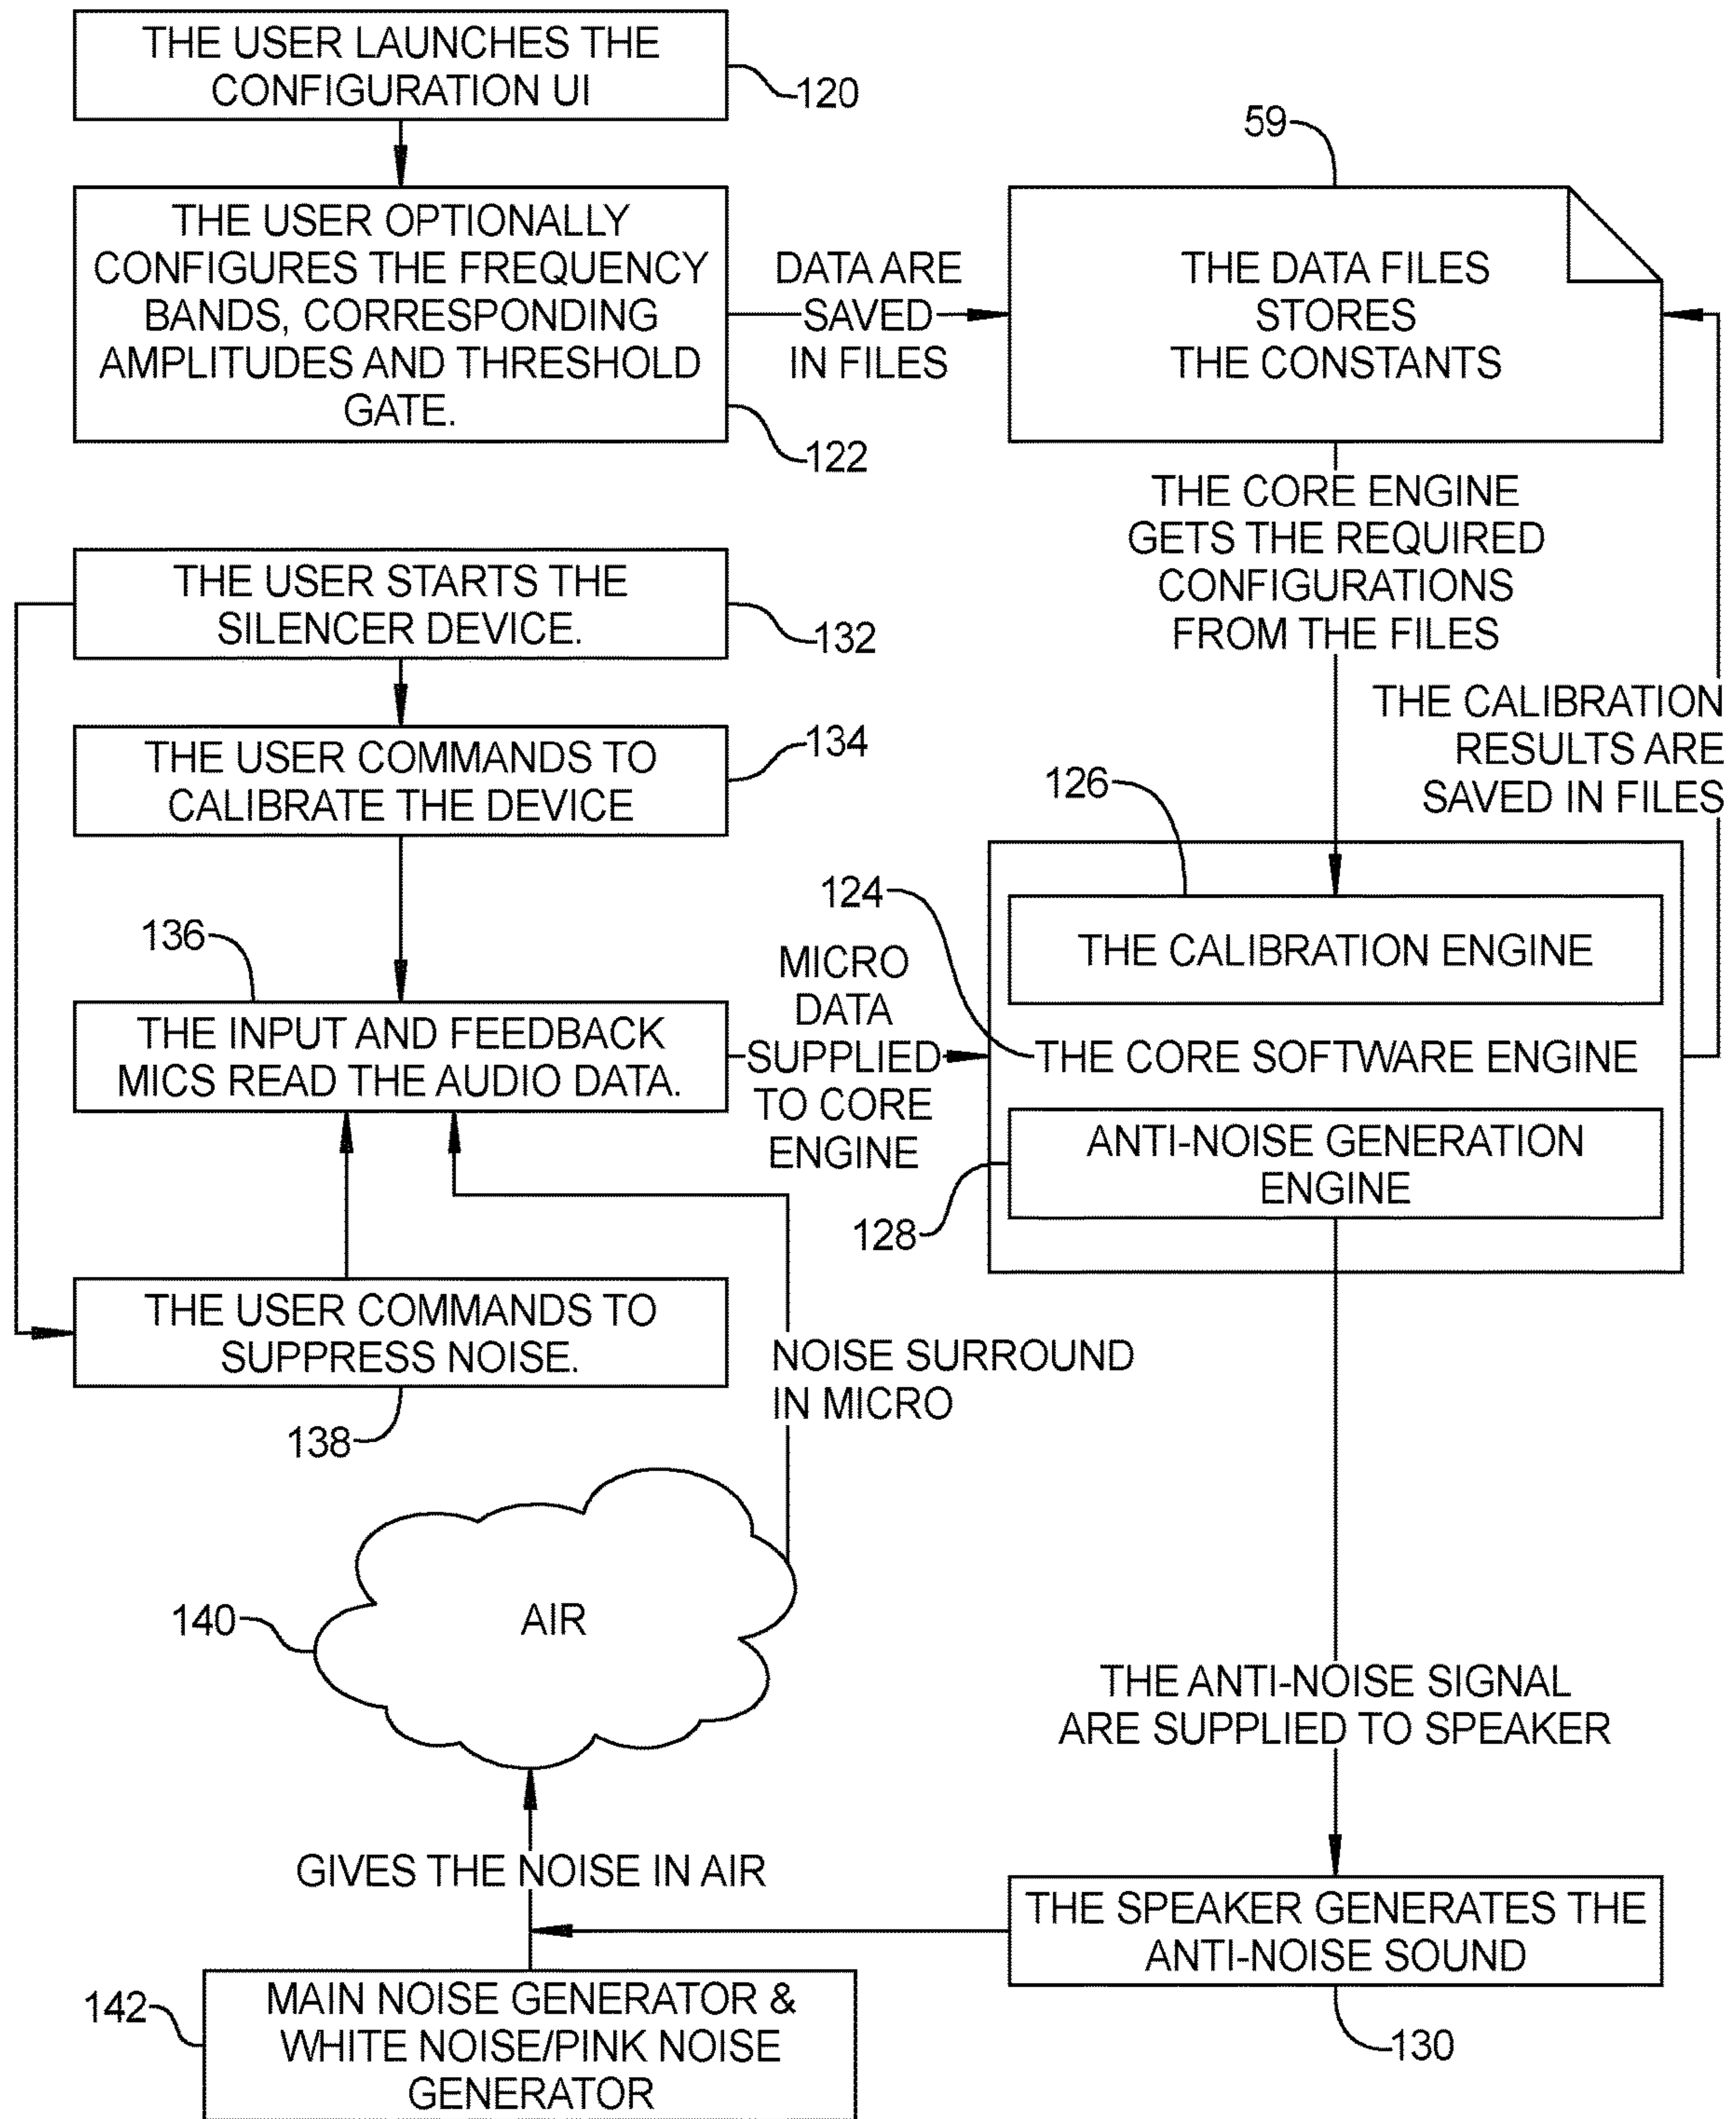 THE USER LAUNCHES THE
CONFIGURATION UI
120
THE USER OPTIONALLY
CONFIGURES THE FREQUENCY
BANDS, CORRESPONDING
AMPLITUDES AND THRESHOLD
GATE.
122
DATA ARE
SAVED
IN FILES
59
THE DATA FILES
STORES
THE CONSTANTS
THE CORE ENGINE
GETS THE REQUIRED
CONFIGURATIONS
FROM THE FILES
THE CALIBRATION
RESULTS ARE
SAVED IN FILES
THE USER STARTS THE
SILENCER DEVICE.
132
THE USER COMMANDS TO
CALIBRATE THE DEVICE
134
136
THE INPUT AND FEEDBACK
MICS READ THE AUDIO DATA.
MICRO
DATA
SUPPLIED
TO CORE
ENGINE
126
THE CALIBRATION ENGINE
124
THE CORE SOFTWARE ENGINE
ANTI-NOISE GENERATION
ENGINE
128
THE USER COMMANDS TO
SUPPRESS NOISE.
138
NOISE SURROUND
IN MICRO
AIR
140
THE ANTI-NOISE SIGNAL
ARE SUPPLIED TO SPEAKER
GIVES THE NOISE IN AIR
THE SPEAKER GENERATES THE
ANTI-NOISE SOUND
130
142
MAIN NOISE GENERATOR &
WHITE NOISE/PINK NOISE
GENERATOR